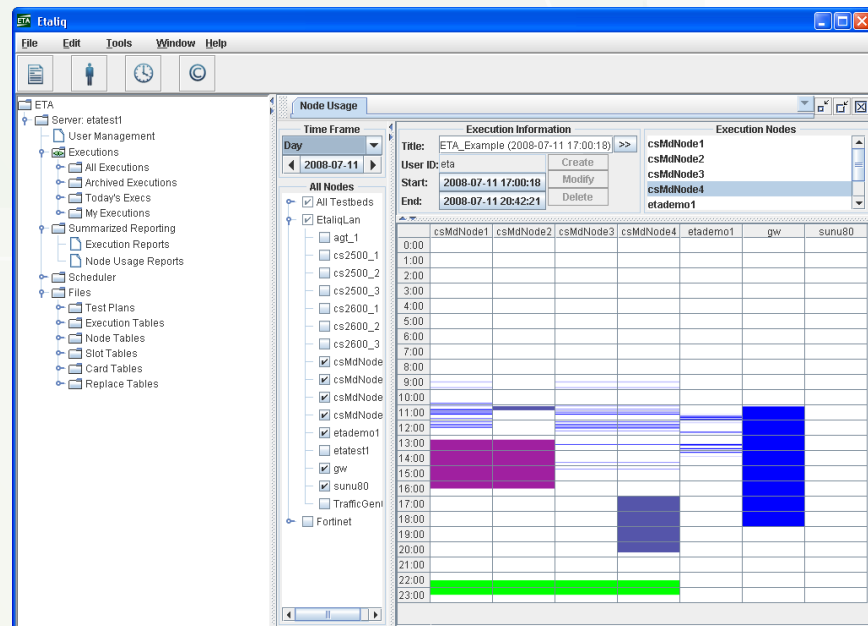 ETA Etaliq
File Edit Tools Window Help
ETA
Server: etatest1
User Management
Executions
All Executions
Archived Executions
Today's Execs
My Executions
Summarized Reporting
Execution Reports
Node Usage Reports
Scheduler
Files
Test Plans
Execution Tables
Node Tables
Slot Tables
Card Tables
Replace Tables
Node Usage
Time Frame
Day
2008-07-11
All Nodes
All Testbeds
EtaliqLan
agt_1
cs2500_1
cs2500_2
cs2500_3
cs2600_1
cs2600_2
cs2600_3
csMdNode
csMdNode
csMdNode
csMdNode
etademo1
etatest1
gw
sunu80
TrafficGen
Fortinet
Execution Information
Title: ETA_Example (2008-07-11 17:00:18) >>
User ID: eta Create
Start: 2008-07-11 17:00:18 Modify
End: 2008-07-11 20:42:21 Delete
Execution Nodes
csMdNode1
csMdNode2
csMdNode3
csMdNode4
etademo1
csMdNode1 csMdNode2 csMdNode3 csMdNode4 etademo1 gw sunu80
0:00
1:00
2:00
3:00
4:00
5:00
6:00
7:00
8:00
9:00
10:00
11:00
12:00
13:00
14:00
15:00
16:00
17:00
18:00
19:00
20:00
21:00
22:00
23:00